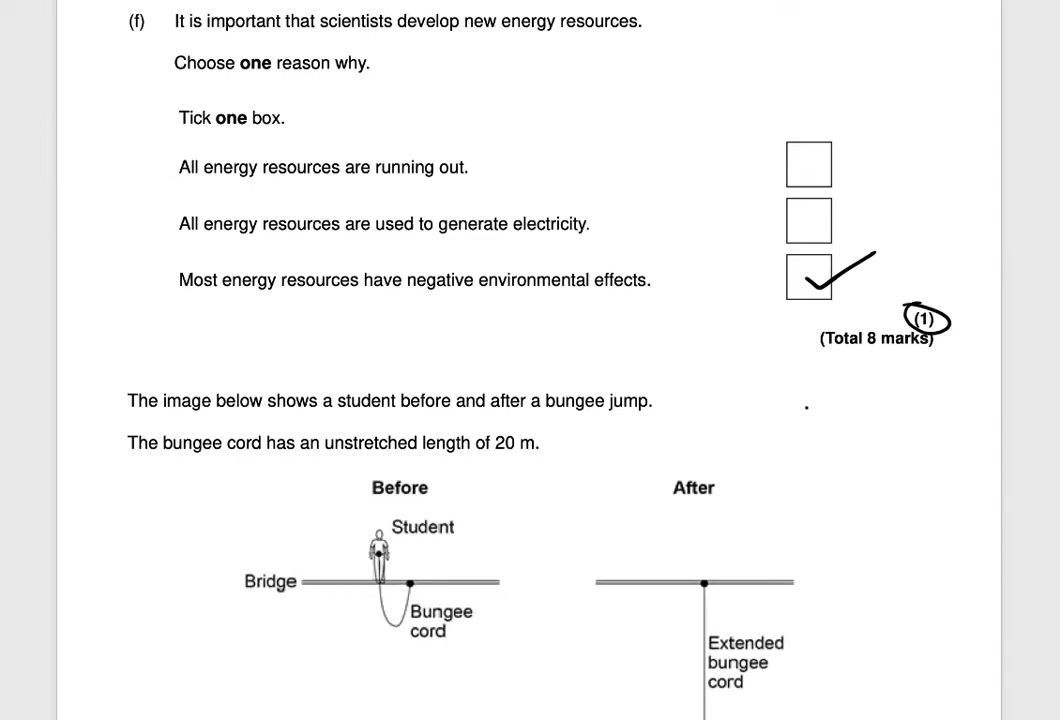 (f) It is important that scientists develop new energy resources.
Choose one reason why.
Tick one box.
All energy resources are running out.
All energy resources are used to generate electricity.
Most energy resources have negative environmental effects.
(1)
(Total 8 marks)
The image below shows a student before and after a bungee jump.
The bungee cord has an unstretched length of 20 m.
Before
After
Student
Bridge
Bungee
cord
Extended
bungee
cord